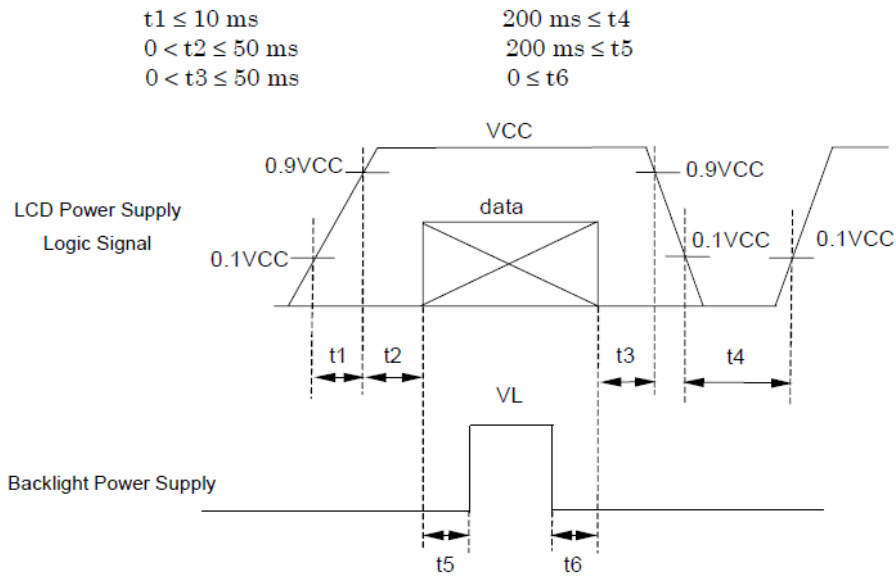 t1 ≤ 10 ms 200 ms ≤ t4
0 < t2 ≤ 50 ms 200 ms ≤ t5
0 < t3 ≤ 50 ms 0 ≤ t6
VCC
0.9VCC 0.9VCC
LCD Power Supply data
Logic Signal
0.1VCC 0.1VCC 0.1VCC
t1 t2 t3 t4
VL
Backlight Power Supply
t5 t6